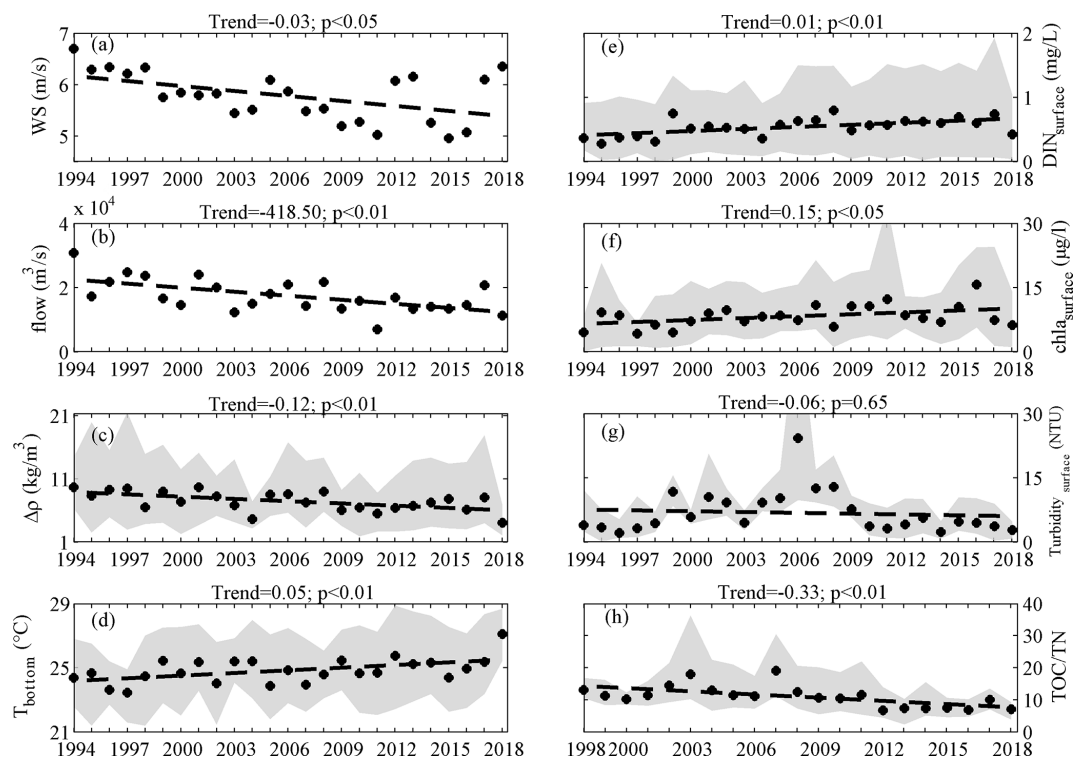 Trend=-0.03; p<0.05
(a)
WS (m/s)
7
6
5
1994 1997 2000 2003 2006 2009 2012 2015 2018
Trend=-418.50; p<0.01
x 10^4
(b)
flow (m^3/s)
4
2
0
1994 1997 2000 2003 2006 2009 2012 2015 2018
Trend=-0.12; p<0.01
(c)
Δρ (kg/m^3)
21
11
1
1994 1997 2000 2003 2006 2009 2012 2015 2018
Trend=0.05; p<0.01
(d)
T_bottom (°C)
29
25
21
1994 1997 2000 2003 2006 2009 2012 2015 2018
Trend=0.01; p<0.01
(e)
DIN_surface (mg/L)
2
1
0
1994 1997 2000 2003 2006 2009 2012 2015 2018
Trend=0.15; p<0.05
(f)
chla_surface (µg/l)
30
15
0
1994 1997 2000 2003 2006 2009 2012 2015 2018
Trend=-0.06; p=0.65
(g)
Turbidity_surface (NTU)
30
15
0
1994 1997 2000 2003 2006 2009 2012 2015 2018
Trend=-0.33; p<0.01
(h)
TOC/TN
40
30
20
10
0
1998 2000 2003 2006 2009 2012 2015 2018